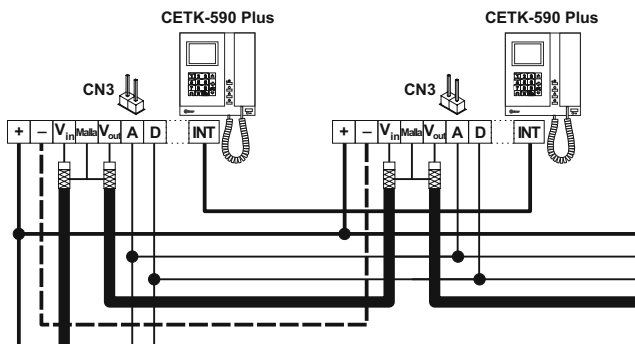 CETK-590 Plus
CETK-590 Plus
CN3
CN3
+ – Vin Malla Vout A D INT
+ – Vin Malla Vout A D INT